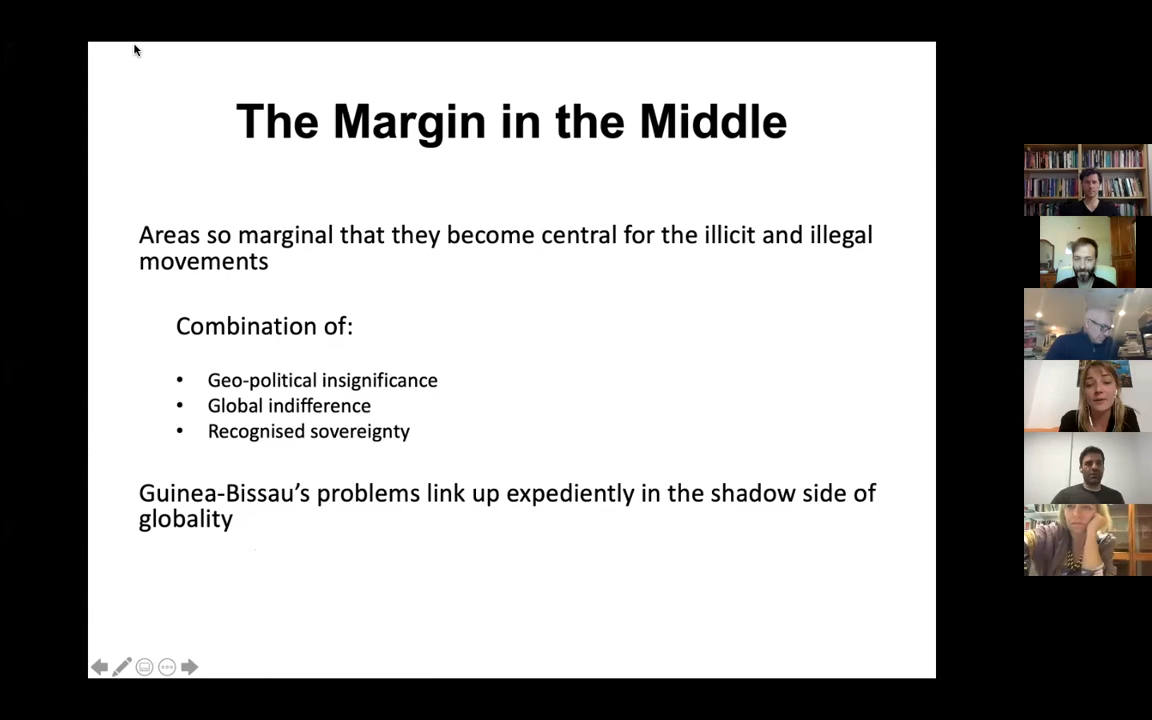 The Margin in the Middle
Areas so marginal that they become central for the illicit and illegal
movements
Combination of:
• Geo-political insignificance
• Global indifference
• Recognised sovereignty
Guinea-Bissau’s problems link up expediently in the shadow side of
globality